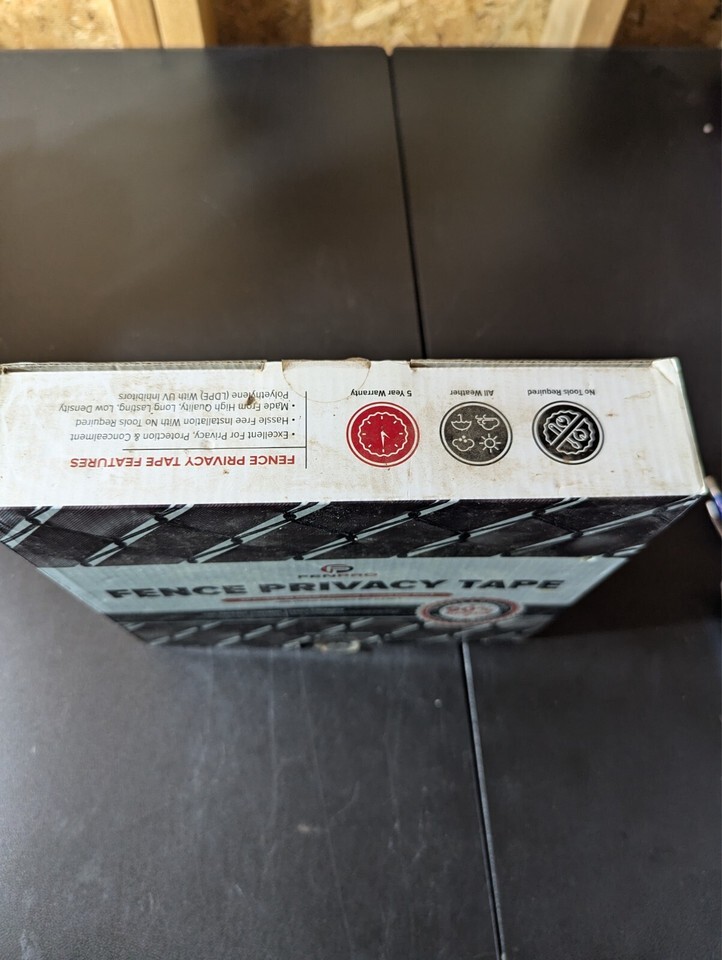 FENCE PRIVACY TAPE FEATURES
• Excellent For Privacy, Protection & Concealment
• Hassle Free Installation With No Tools Required
• Made From High Quality, Long Lasting, Low Density
Polyethylene (LDPE) With UV Inhibitors
5 Year Warranty
All Weather
No Tools Required
FENPRO
FENCE PRIVACY TAPE